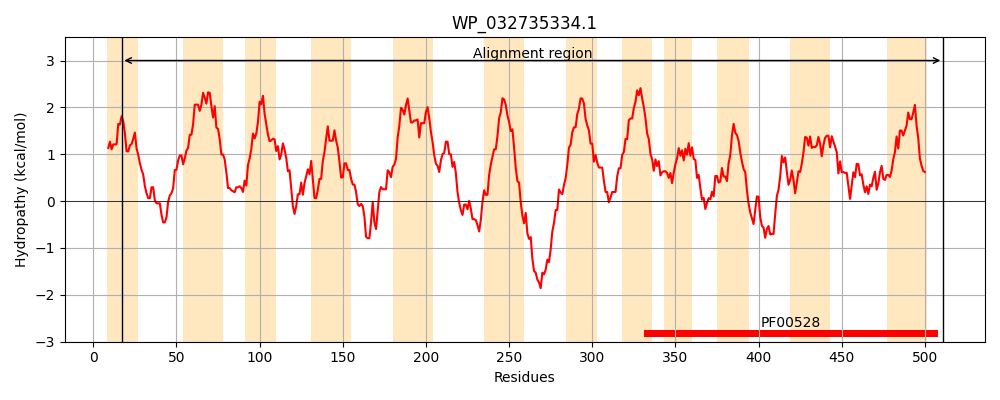 WP_032735334.1
Alignment region
Hydropathy (kcal/mol)
3
2
1
0
−1
−2
−3
PF00528
0 50 100 150 200 250 300 350 400 450 500
Residues